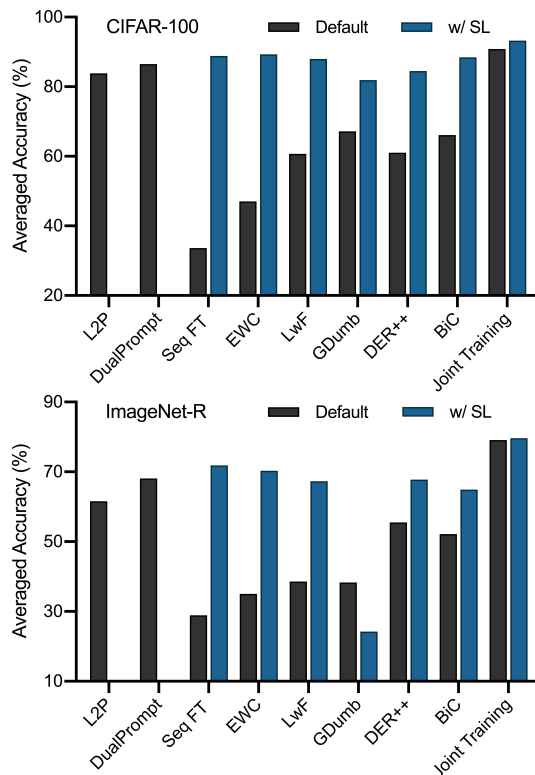 CIFAR-100 Default w/ SL
Averaged Accuracy (%)
100
80
60
40
20
L2P DualPrompt Seq FT EWC LwF GDumb DER++ BiC Joint Training
ImageNet-R Default w/ SL
Averaged Accuracy (%)
90
70
50
30
10
L2P DualPrompt Seq FT EWC LwF GDumb DER++ BiC Joint Training